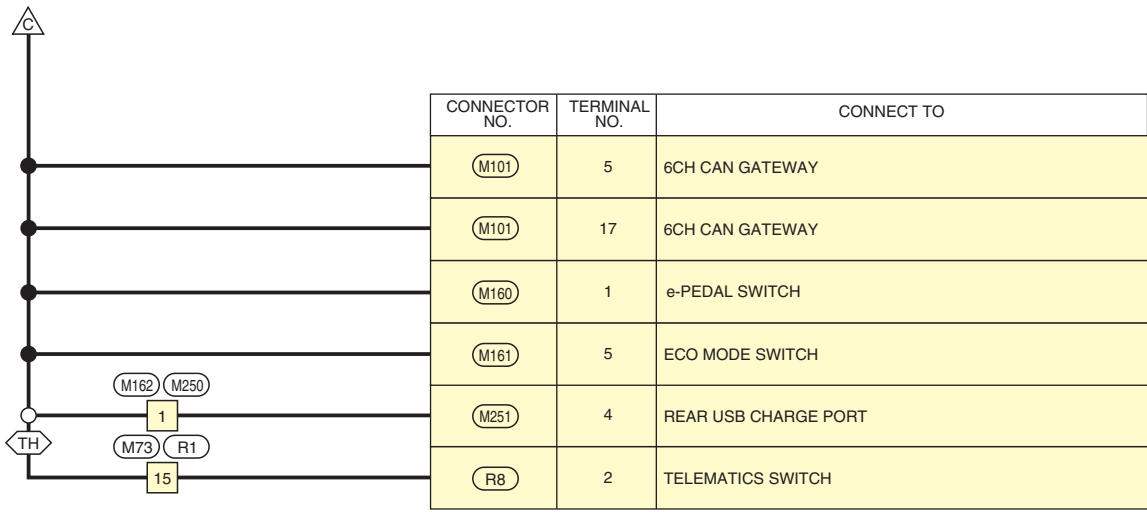 C
CONNECTOR NO.
TERMINAL NO.
CONNECT TO
M101
5
6CH CAN GATEWAY
M101
17
6CH CAN GATEWAY
M160
1
e-PEDAL SWITCH
M161
5
ECO MODE SWITCH
M162
M250
1
M251
4
REAR USB CHARGE PORT
TH
M73
R1
15
R8
2
TELEMATICS SWITCH